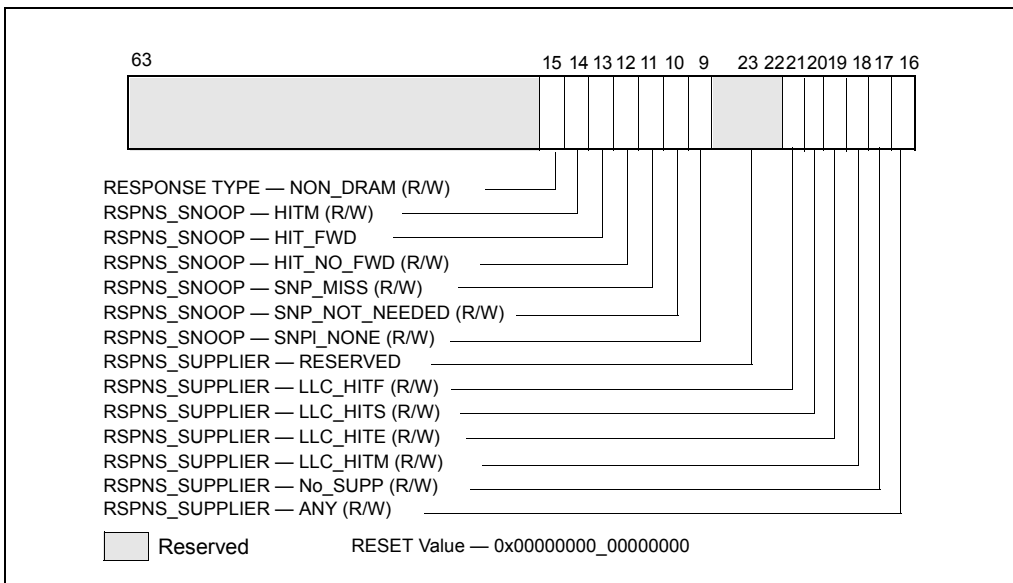 63 15 14 13 12 11 10 9 23 22 21 20 19 18 17 16
RESPONSE TYPE — NON_DRAM (R/W)
RSPNS_SNOOP — HITM (R/W)
RSPNS_SNOOP — HIT_FWD
RSPNS_SNOOP — HIT_NO_FWD (R/W)
RSPNS_SNOOP — SNP_MISS (R/W)
RSPNS_SNOOP — SNP_NOT_NEEDED (R/W)
RSPNS_SNOOP — SNPl_NONE (R/W)
RSPNS_SUPPLIER — RESERVED
RSPNS_SUPPLIER — LLC_HITF (R/W)
RSPNS_SUPPLIER — LLC_HITS (R/W)
RSPNS_SUPPLIER — LLC_HITE (R/W)
RSPNS_SUPPLIER — LLC_HITM (R/W)
RSPNS_SUPPLIER — No_SUPP (R/W)
RSPNS_SUPPLIER — ANY (R/W)
Reserved RESET Value — 0x00000000_00000000